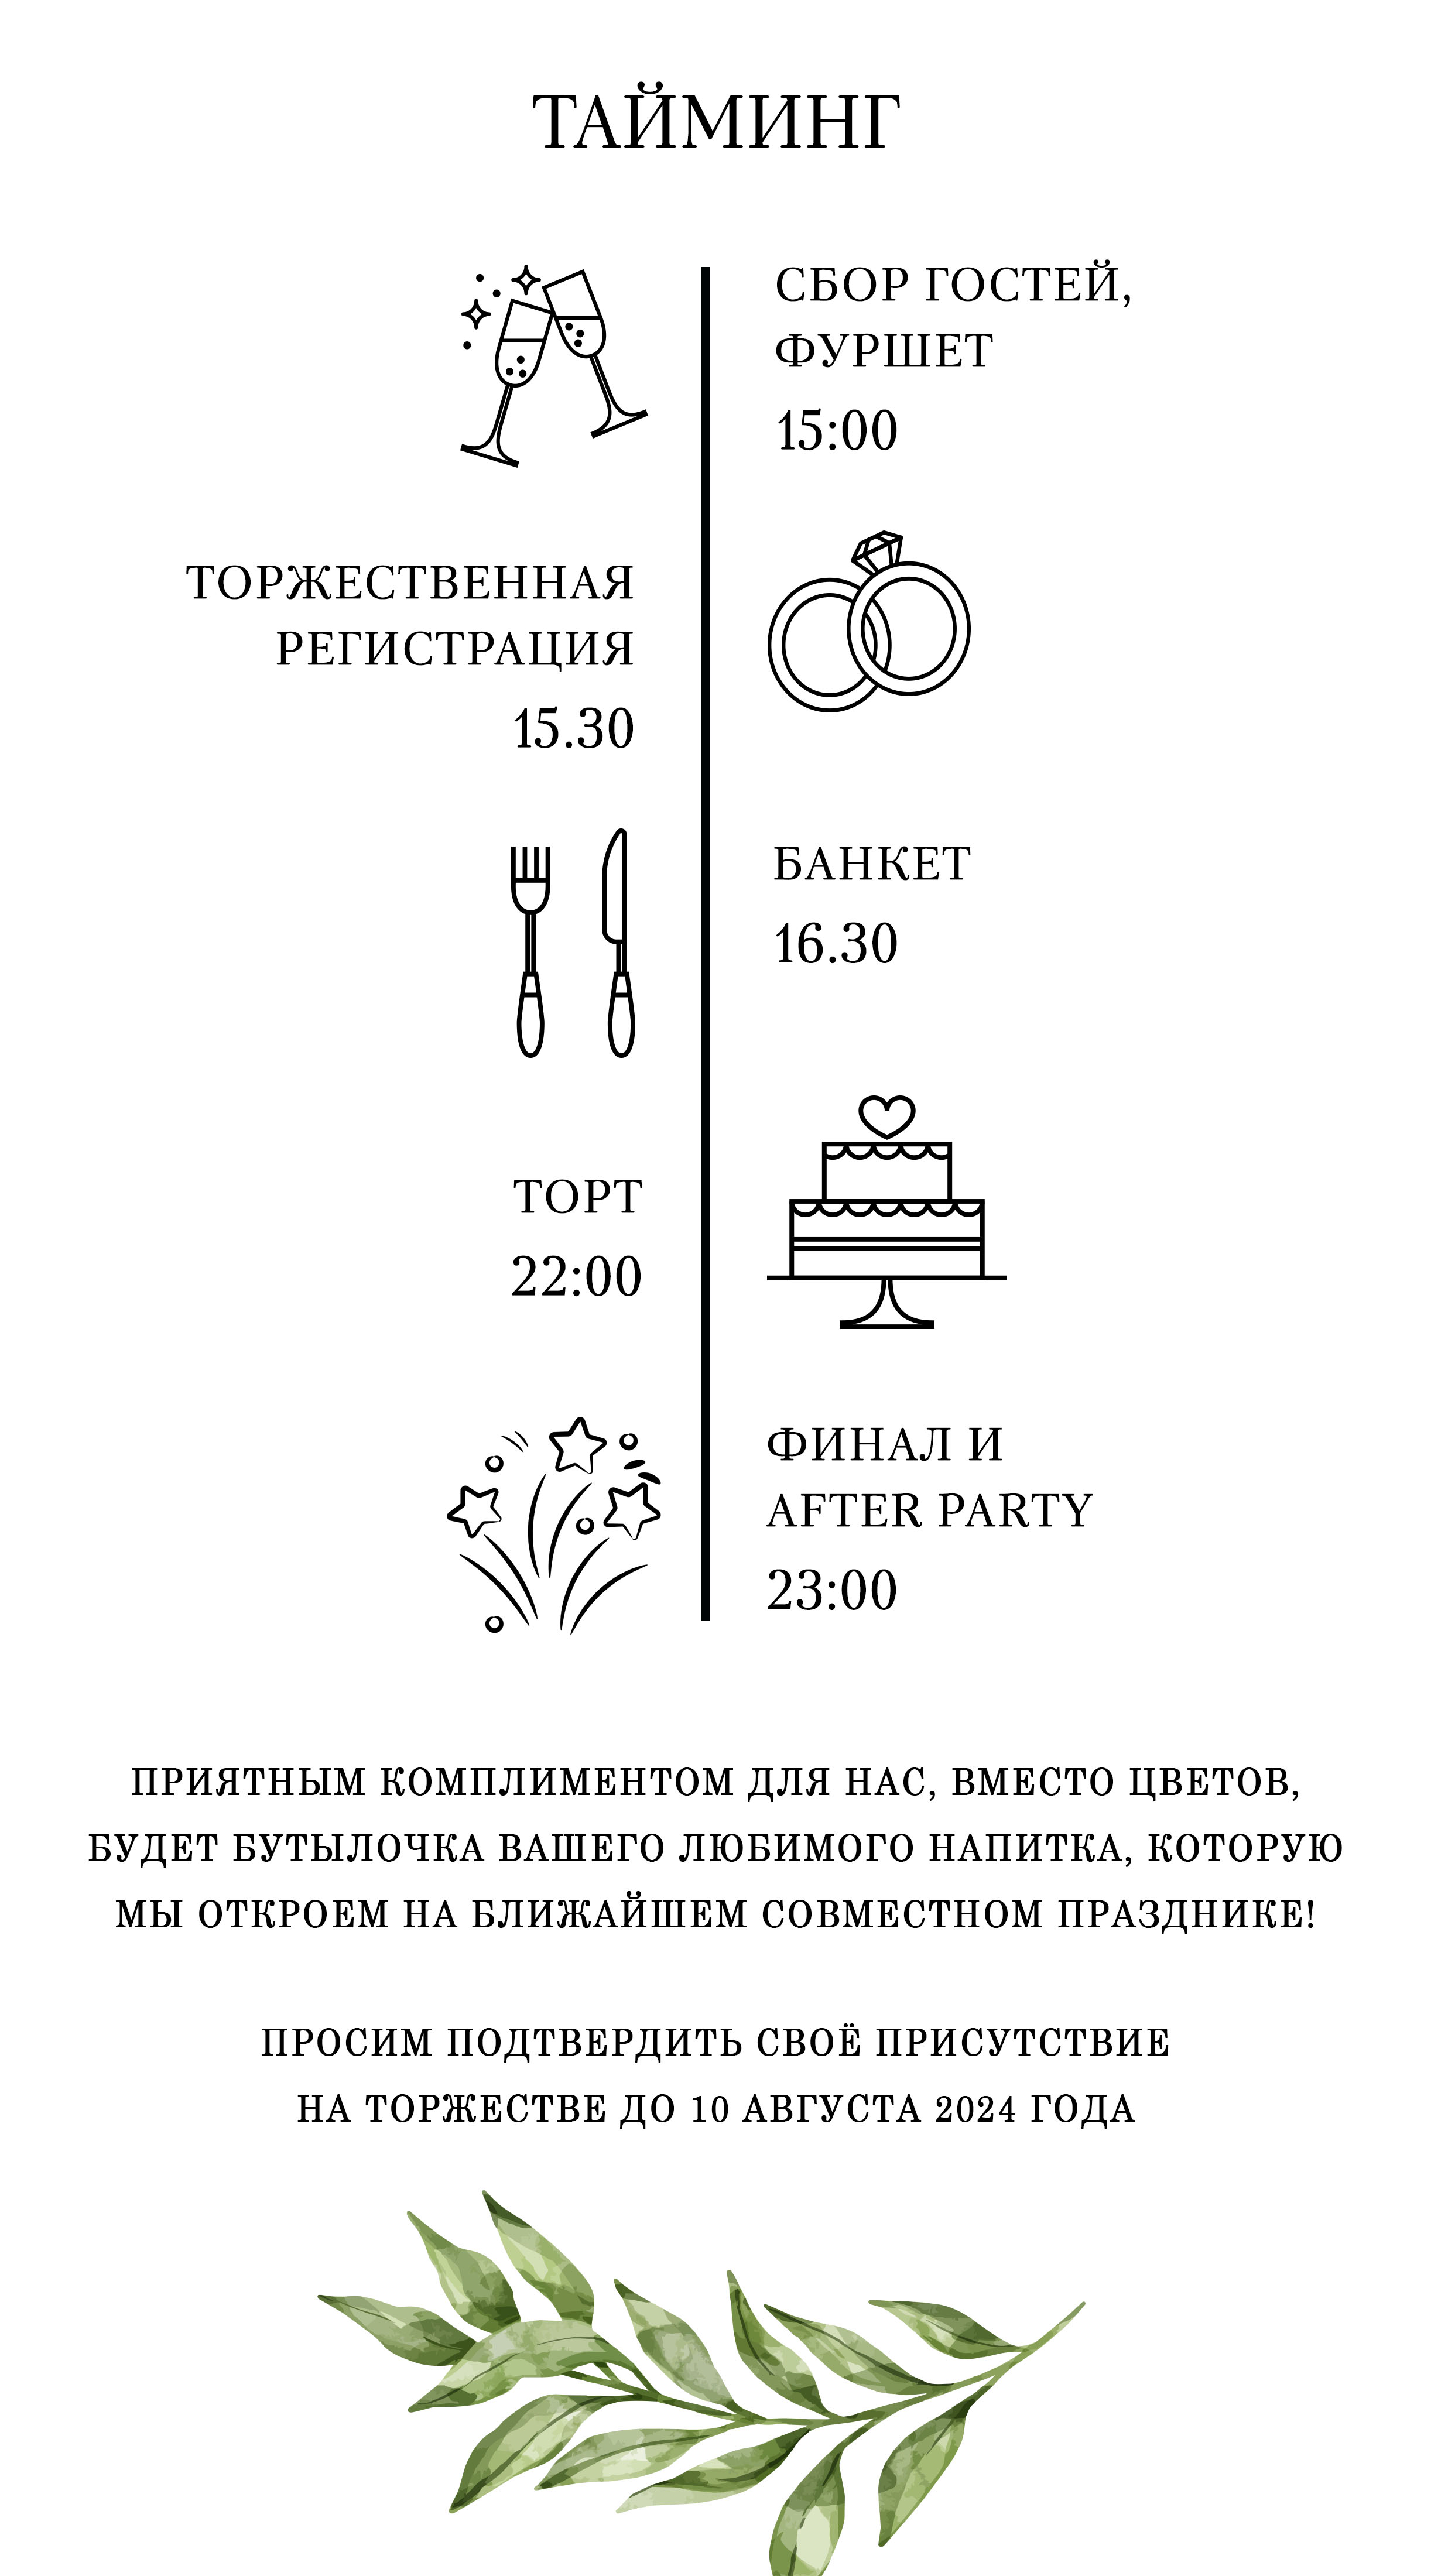 ТАЙМИНГ
СБОР ГОСТЕЙ,
ФУРШЕТ
15:00
ТОРЖЕСТВЕННАЯ
РЕГИСТРАЦИЯ
15.30
БАНКЕТ
16.30
ТОРТ
22:00
ФИНАЛ И
AFTER PARTY
23:00
ПРИЯТНЫМ КОМПЛИМЕНТОМ ДЛЯ НАС, ВМЕСТО ЦВЕТОВ,
БУДЕТ БУТЫЛОЧКА ВАШЕГО ЛЮБИМОГО НАПИТКА, КОТОРУЮ
МЫ ОТКРОЕМ НА БЛИЖАЙШЕМ СОВМЕСТНОМ ПРАЗДНИКЕ!
ПРОСИМ ПОДТВЕРДИТЬ СВОЁ ПРИСУТСТВИЕ
НА ТОРЖЕСТВЕ ДО 10 АВГУСТА 2024 ГОДА